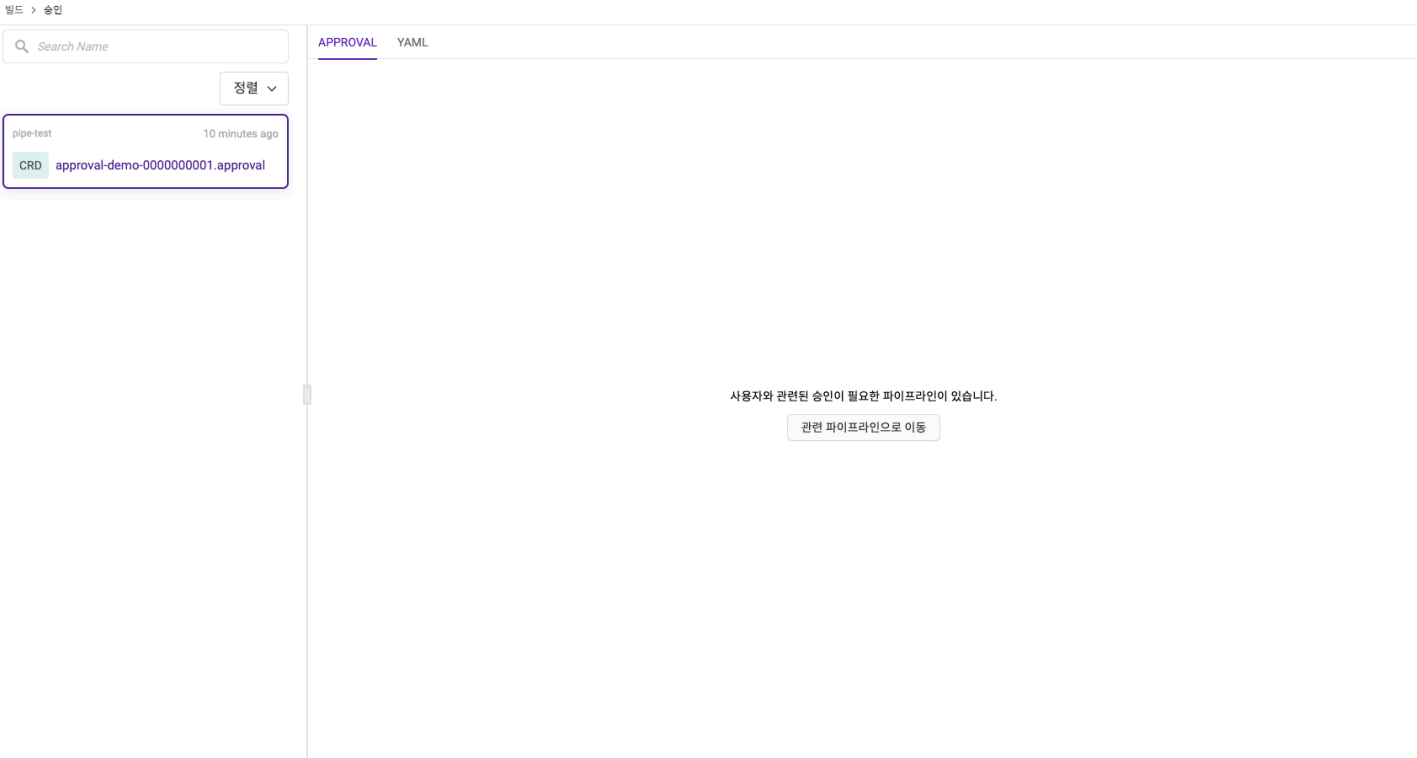 빌드 > 승인
Search Name
정렬
pipe-test 10 minutes ago
CRD approval-demo-0000000001.approval
APPROVAL YAML
사용자와 관련된 승인이 필요한 파이프라인이 있습니다.
관련 파이프라인으로 이동